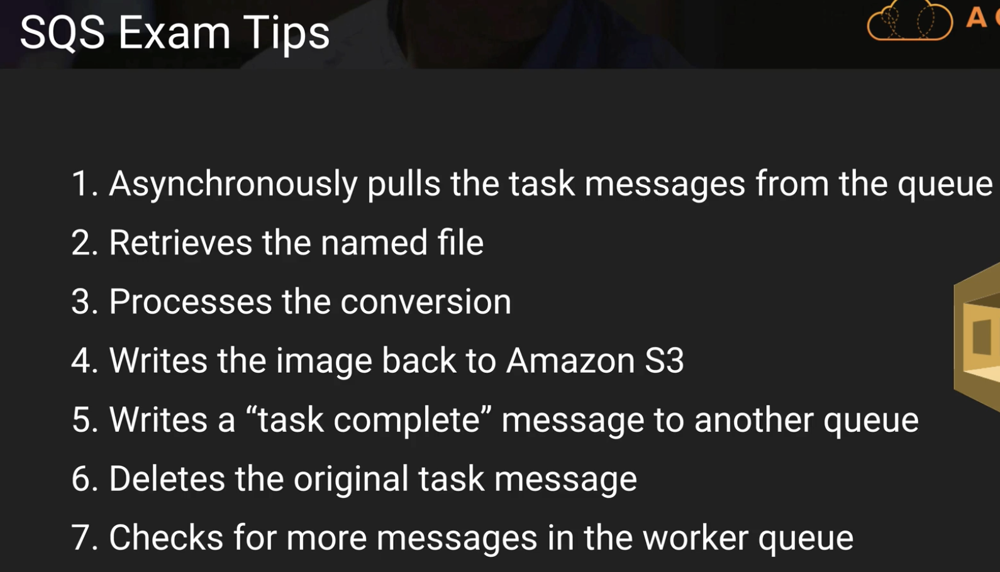 SQS Exam Tips
A
1. Asynchronously pulls the task messages from the queue
2. Retrieves the named file
3. Processes the conversion
4. Writes the image back to Amazon S3
5. Writes a “task complete” message to another queue
6. Deletes the original task message
7. Checks for more messages in the worker queue